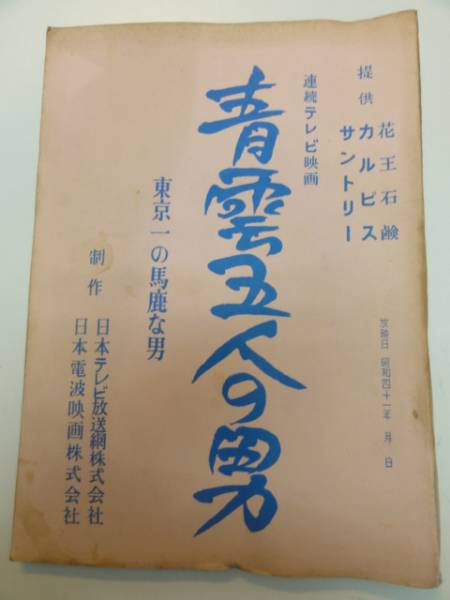 提供
花王石鹸
カルピス
サントリー
連続テレビ映画
青雲五人の男
東京一の馬鹿な男
放映日 昭和四十一年 月 日
制作
日本テレビ放送網株式会社
日本電波映画株式会社